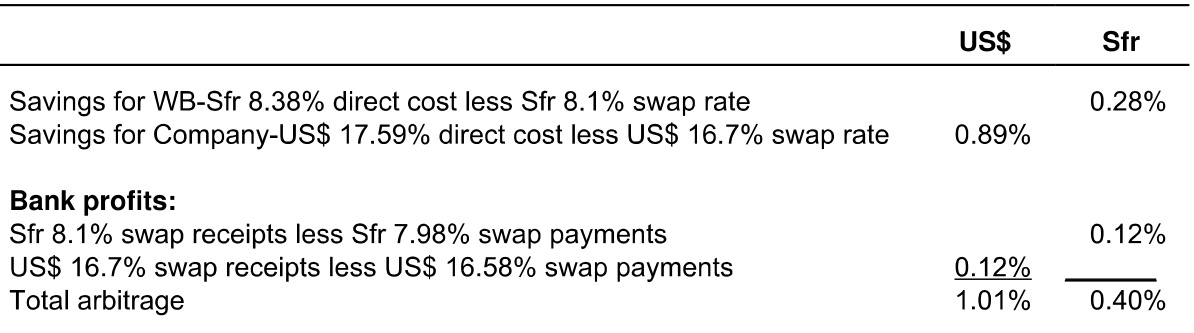 US$ Sfr
Savings for WB-Sfr 8.38% direct cost less Sfr 8.1% swap rate 0.28%
Savings for Company-US$ 17.59% direct cost less US$ 16.7% swap rate 0.89%
Bank profits:
Sfr 8.1% swap receipts less Sfr 7.98% swap payments 0.12%
US$ 16.7% swap receipts less US$ 16.58% swap payments 0.12%
Total arbitrage 1.01% 0.40%